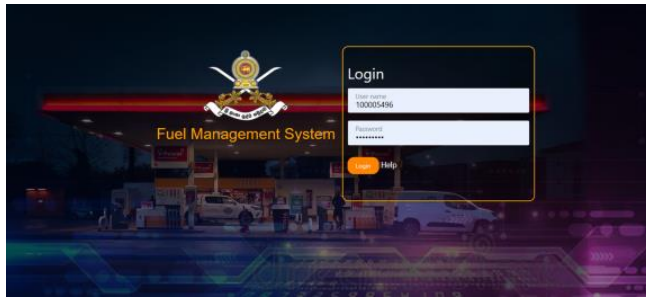 Login
User name
100005496
Fuel Management System
Password
•••••••••
Login Help